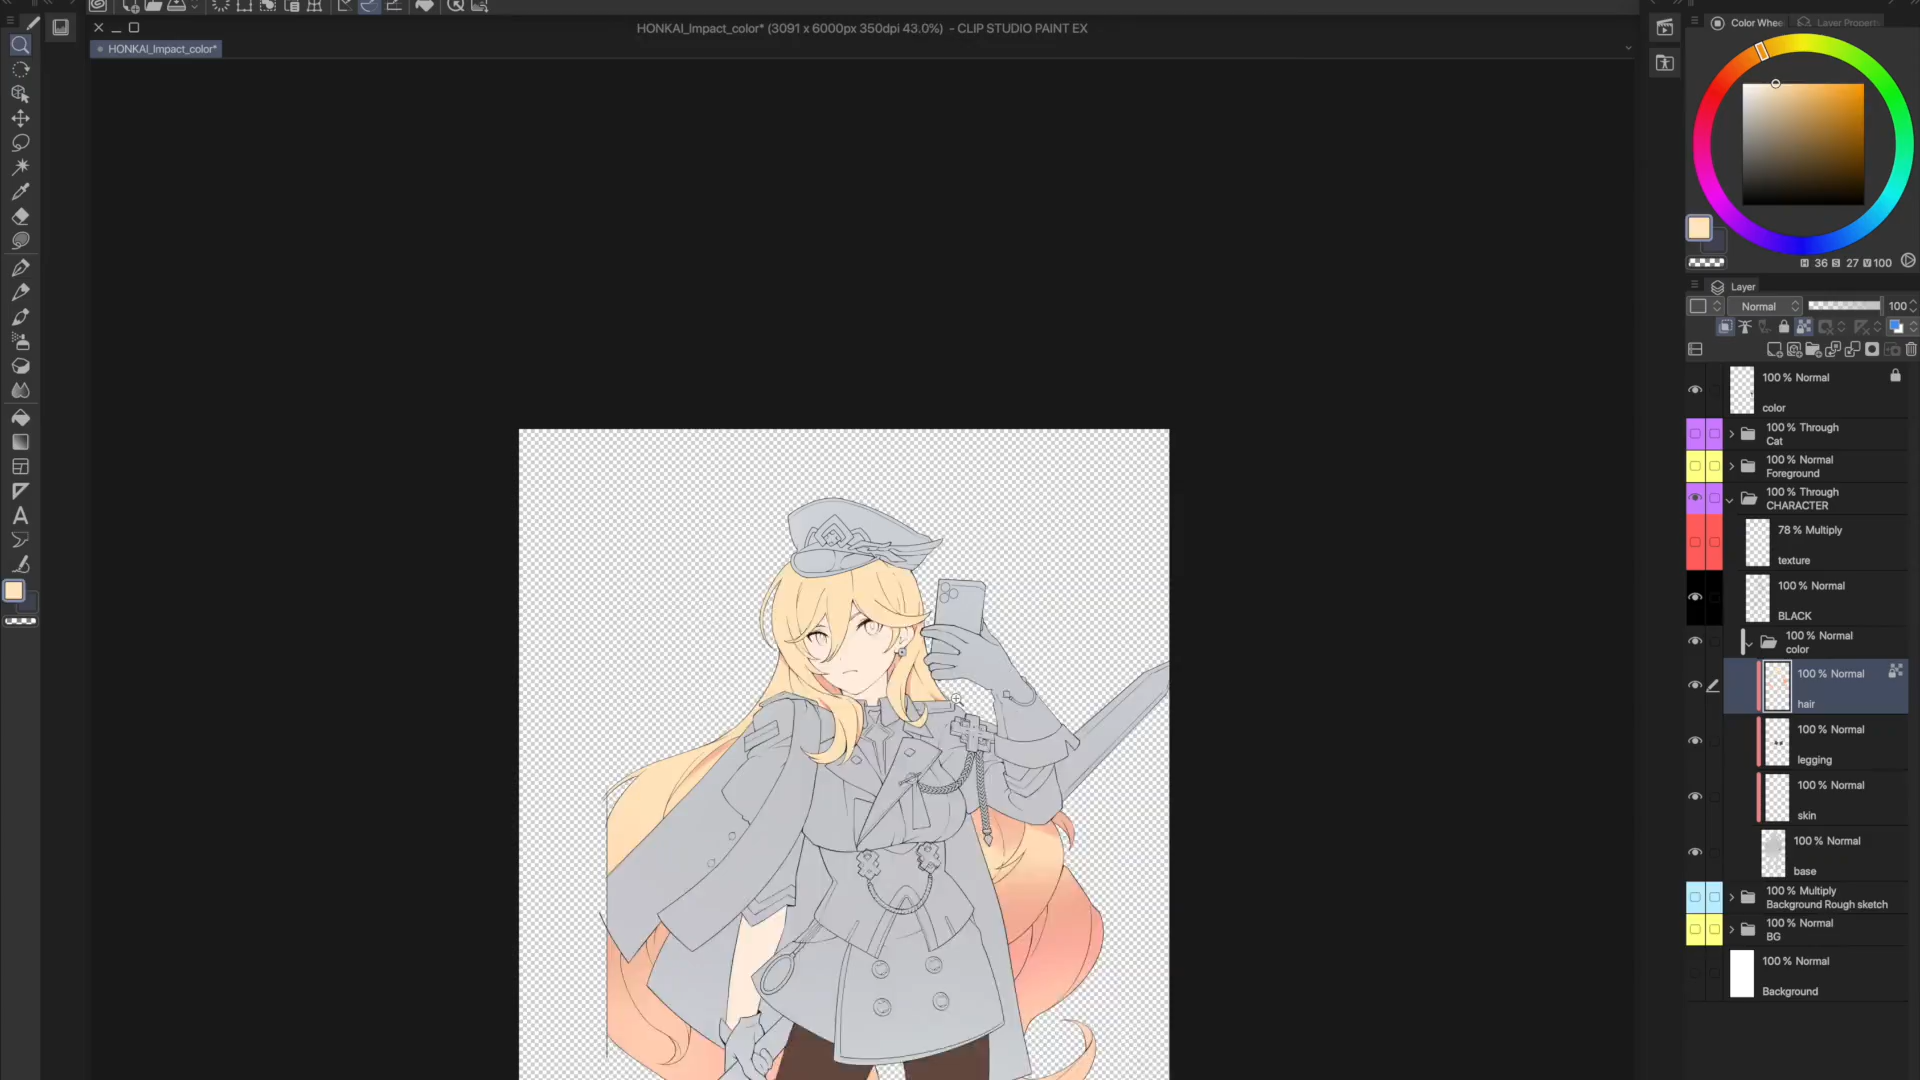 HONKAI_Impact_color* (3091 x 6000px 350dpi 43.0%) - CLIP STUDIO PAINT EX
HONKAI_Impact_color*
Color Whee
Layer Propert
H 36 S 27 V 100
Layer
Normal
100
100 % Normal
color
100 % Through
Cat
100 % Normal
Foreground
100 % Through
CHARACTER
78 % Multiply
texture
100 % Normal
BLACK
100 % Normal
color
100 % Normal
hair
100 % Normal
legging
100 % Normal
skin
100 % Normal
base
100 % Multiply
Background Rough sketch
100 % Normal
BG
100 % Normal
Background